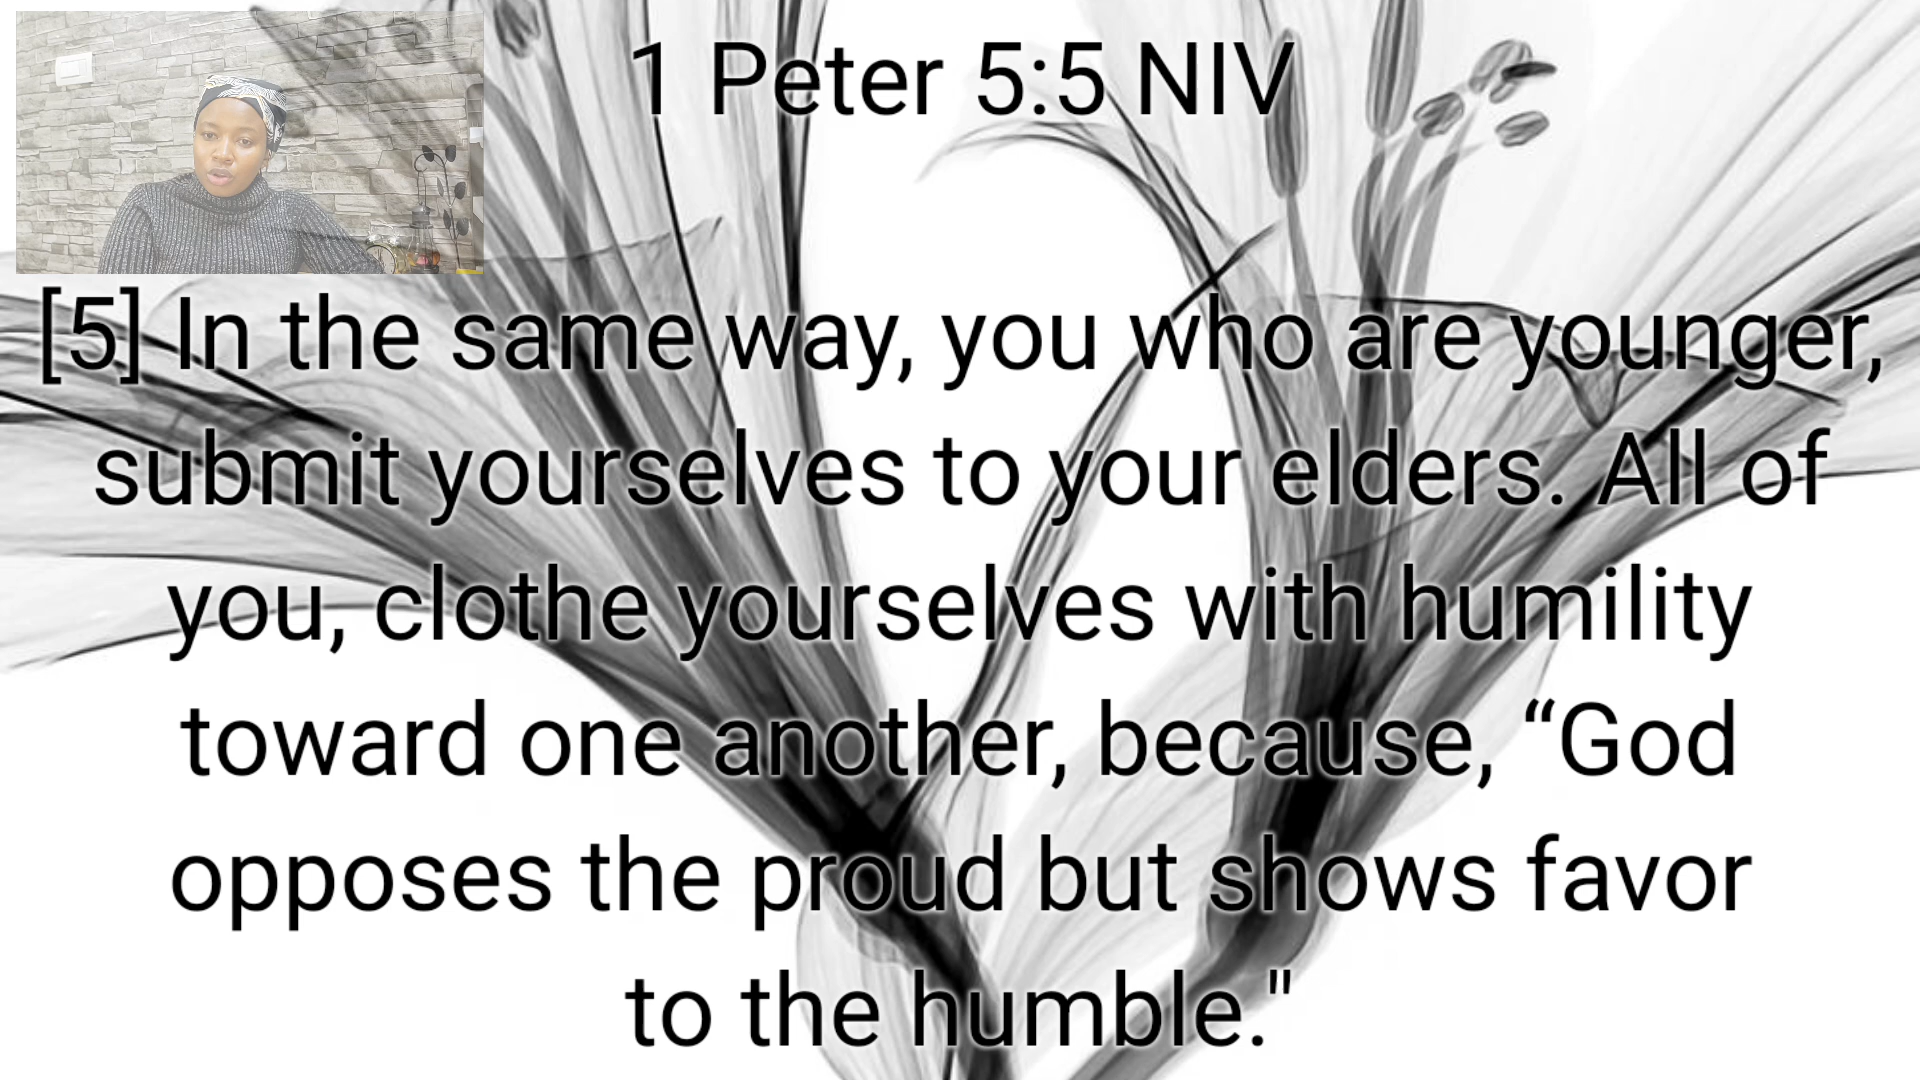 1 Peter 5:5 NIV
[5] In the same way, you who are younger,
submit yourselves to your elders. All of
you, clothe yourselves with humility
toward one another, because, “God
opposes the proud but shows favor
to the humble."